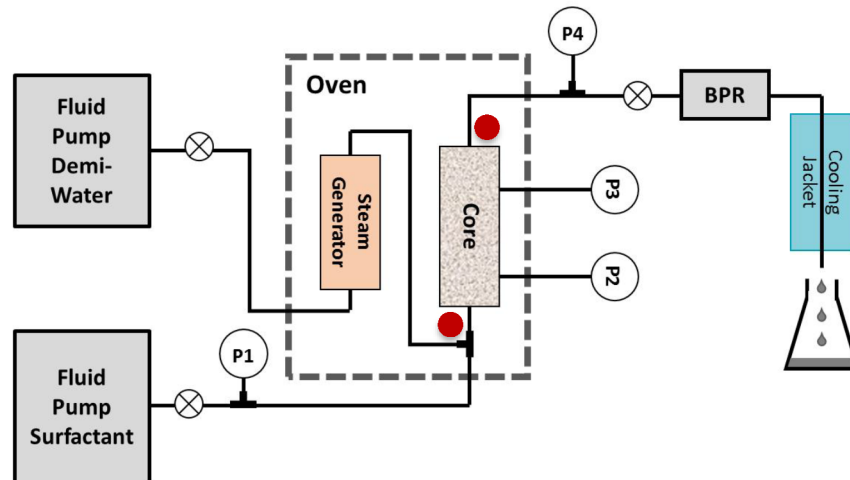 Fluid
Pump
Demi-
Water
Oven
Steam
Generator
Core
P4
BPR
Cooling
Jacket
P3
P2
P1
Fluid
Pump
Surfactant